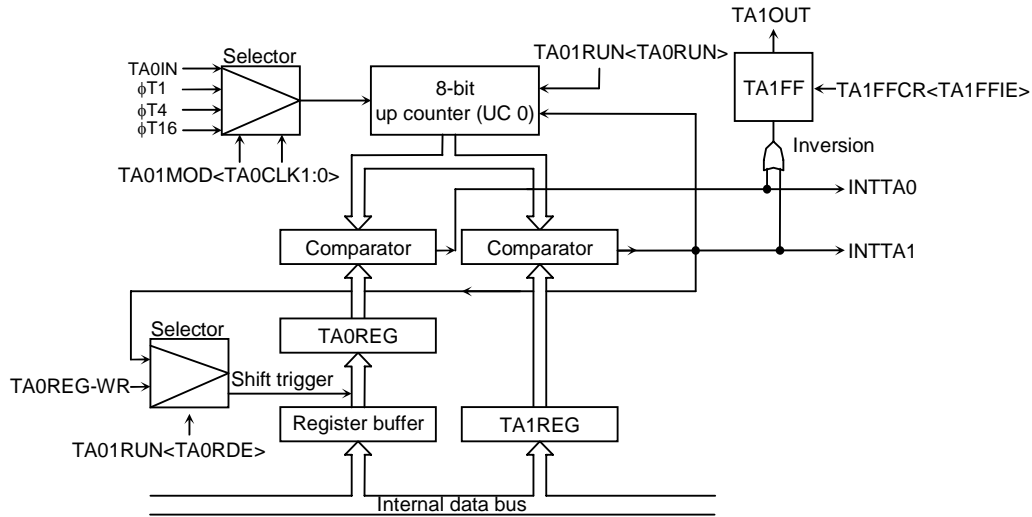 TA1OUT
Selector
TA0IN
ϕT1
ϕT4
ϕT16
8-bit
up counter (UC 0)
TA01RUN<TA0RUN>
TA1FF
TA1FFCR<TA1FFIE>
Inversion
TA01MOD<TA0CLK1:0>
INTTA0
Comparator
Comparator
INTTA1
Selector
TA0REG
TA0REG-WR
Shift trigger
Register buffer
TA1REG
TA01RUN<TA0RDE>
Internal data bus